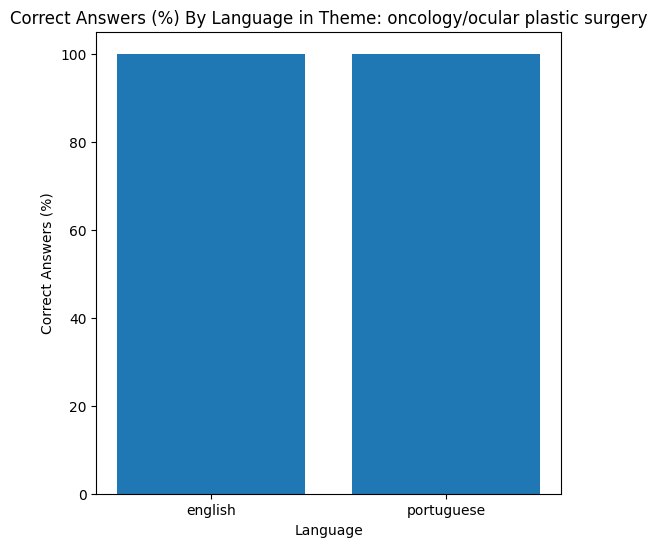 Correct Answers (%) By Language in Theme: oncology/ocular plastic surgery
100
80
60
40
20
0
Correct Answers (%)
english portuguese
Language